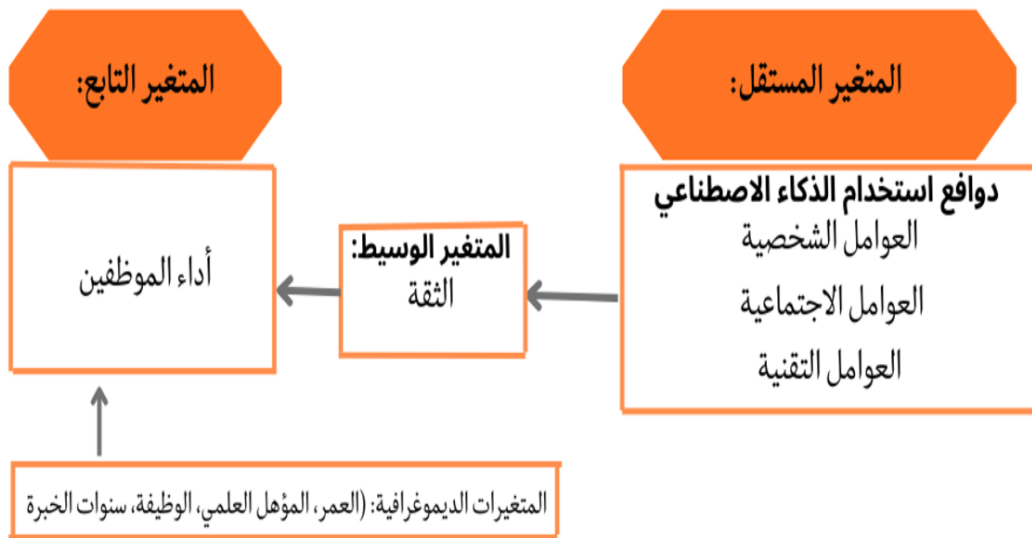 المتغير المستقل:
دوافع استخدام الذكاء الاصطناعي
العوامل الشخصية
العوامل الاجتماعية
العوامل التقنية
المتغير الوسيط:
الثقة
المتغير التابع:
أداء الموظفين
المتغيرات الديموغرافية: (العمر، المؤهل العلمي، الوظيفة، سنوات الخبرة